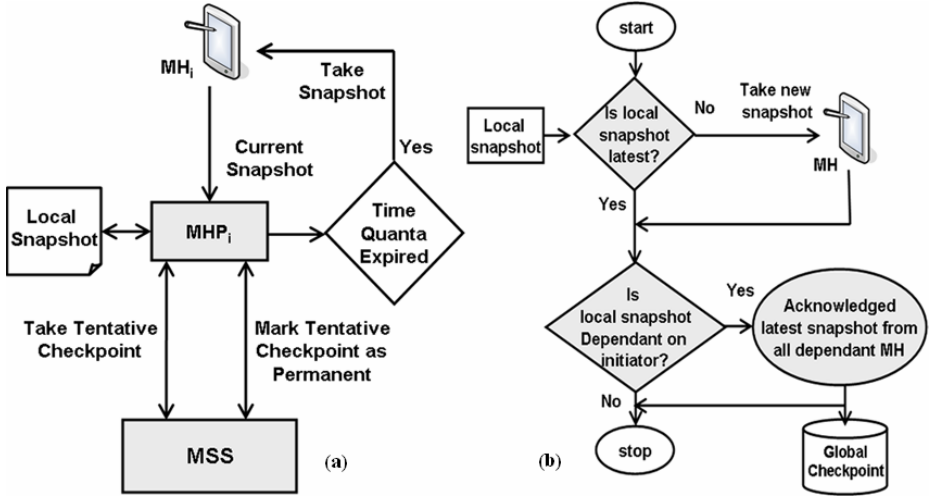 MHi
Take
Snapshot
Current
Snapshot
Yes
Local
Snapshot
MHPi
Time
Quanta
Expired
Take Tentative
Checkpoint
Mark Tentative
Checkpoint as
Permanent
MSS
(a)
start
Local
snapshot
Is local
snapshot
latest?
No
Take new
snapshot
MH
Yes
Is
local snapshot
Dependant on
initiator?
Yes
Acknowledged
latest snapshot from
all dependant MH
No
stop
Global
Checkpoint
(b)